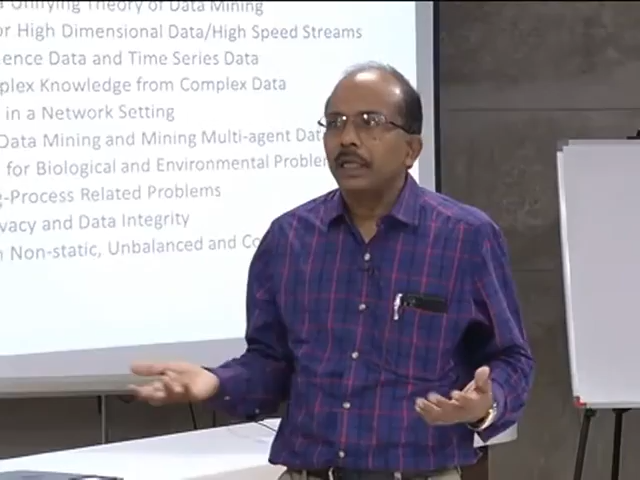 Unifying Theory of Data Mining
or High Dimensional Data/High Speed Streams
ence Data and Time Series Data
plex Knowledge from Complex Data
in a Network Setting
Data Mining and Mining Multi-agent Dat
for Biological and Environmental Problem
g-Process Related Problems
vacy and Data Integrity
Non-static, Unbalanced and Co